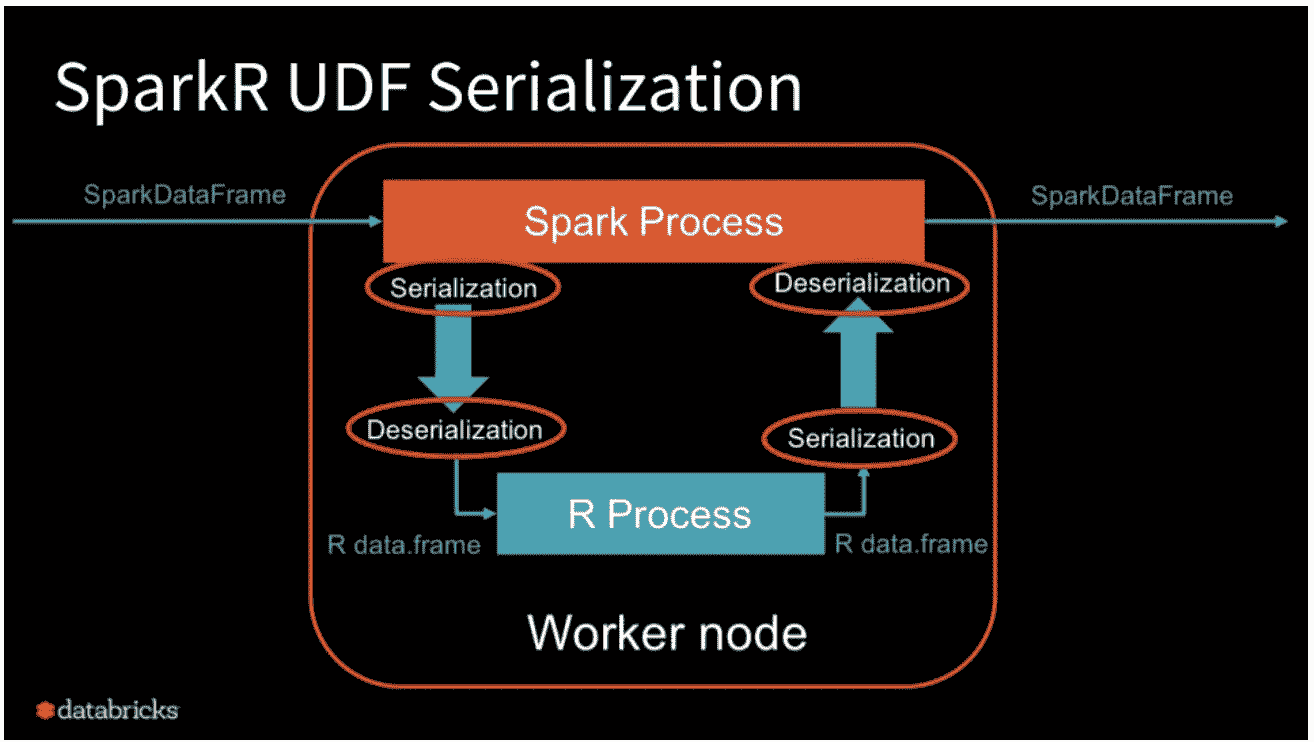 SparkR UDF Serialization
SparkDataFrame
Spark Process
SparkDataFrame
Serialization
Deserialization
Deserialization
Serialization
R Process
R data.frame
R data.frame
Worker node
databricks